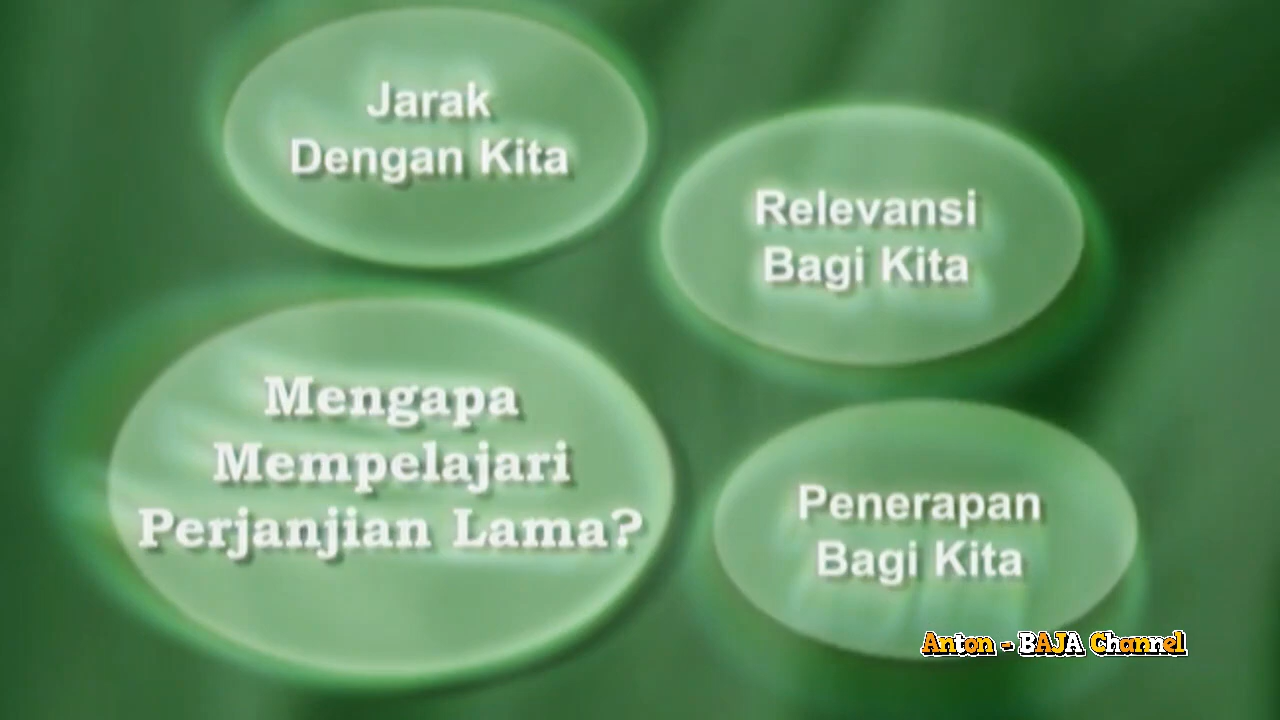 Jarak
Dengan Kita
Relevansi
Bagi Kita
Mengapa
Mempelajari
Perjanjian Lama?
Penerapan
Bagi Kita
Anton - BAJA Channel